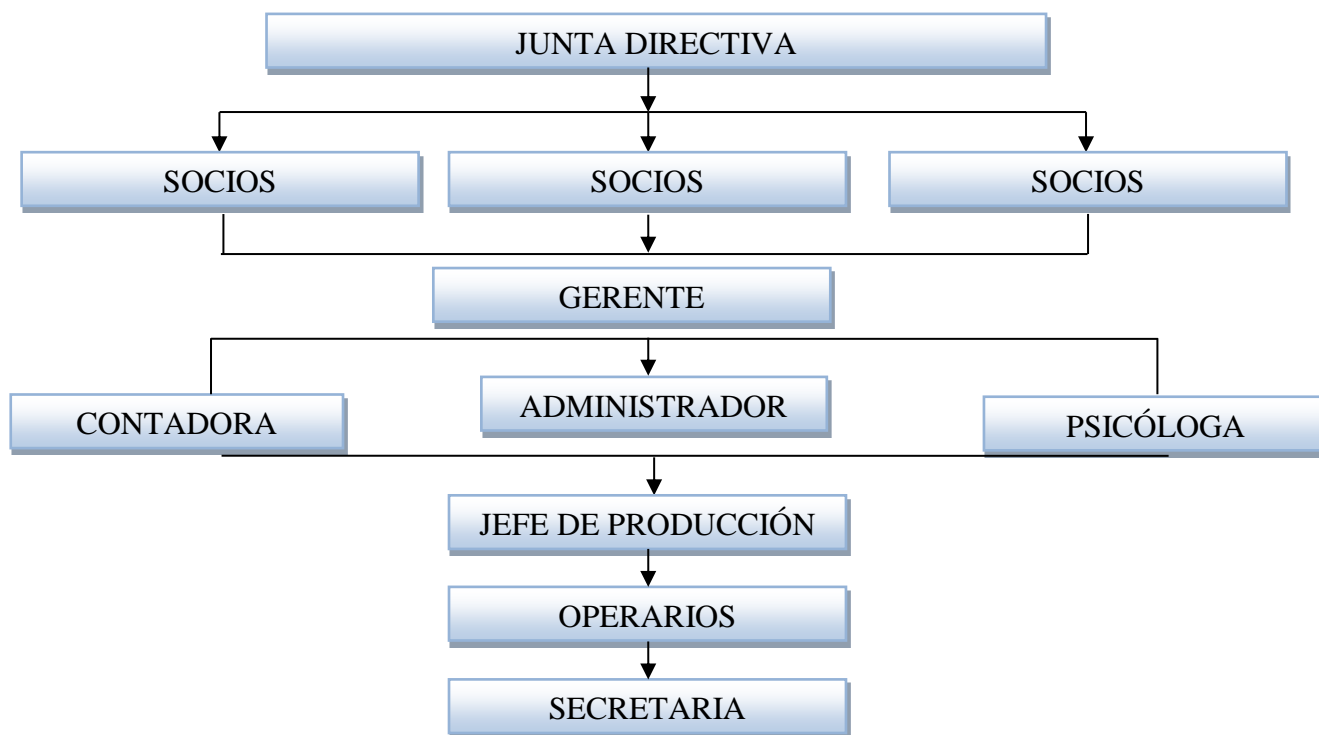 JUNTA DIRECTIVA
SOCIOS
SOCIOS
SOCIOS
GERENTE
CONTADORA
ADMINISTRADOR
PSICÓLOGA
JEFE DE PRODUCCIÓN
OPERARIOS
SECRETARIA